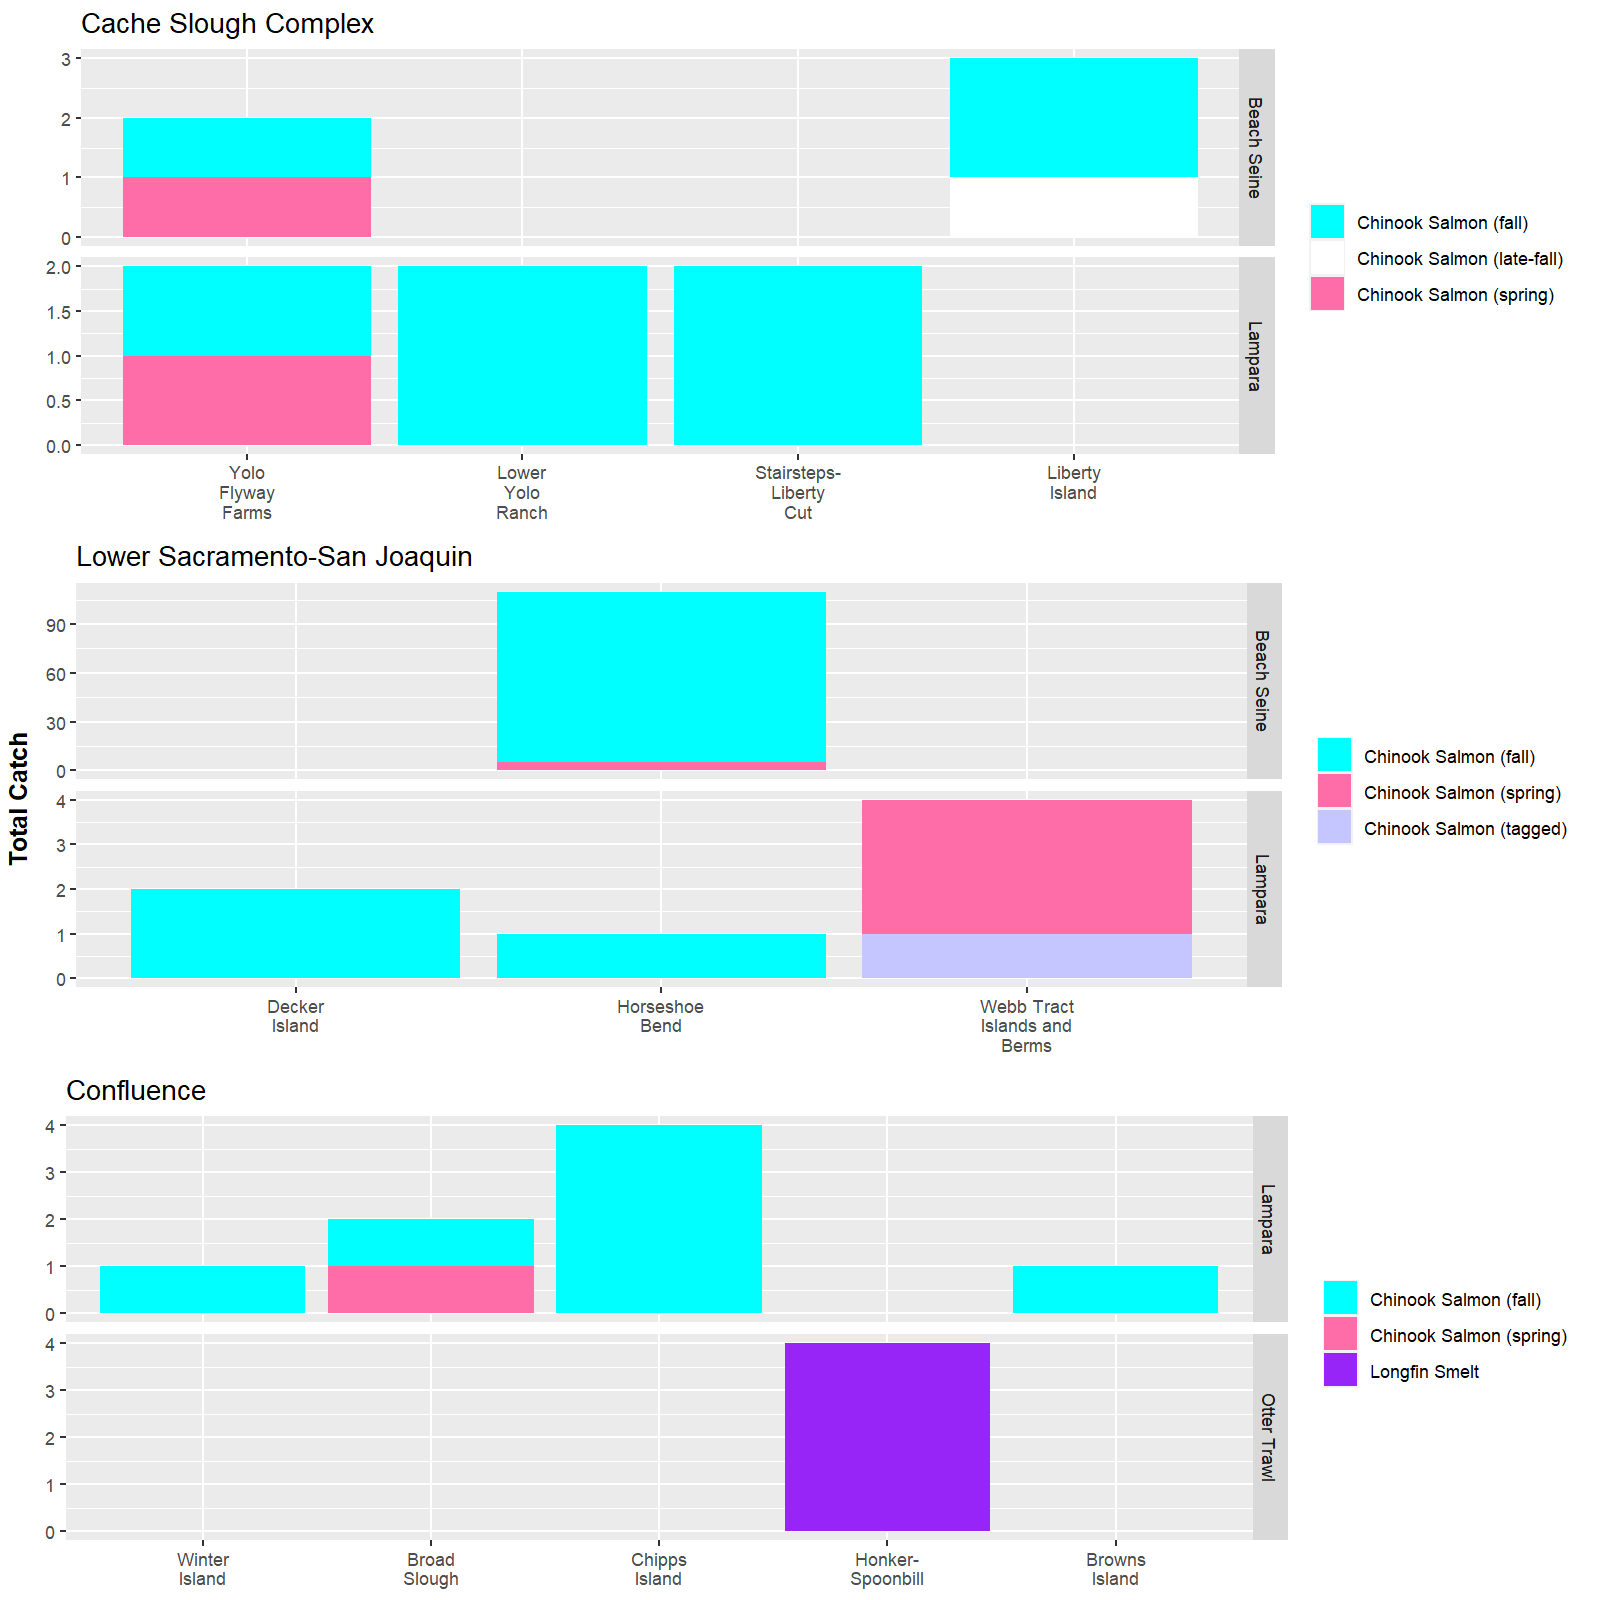 Cache Slough Complex
3
2
1
0
Beach Seine
2.0
1.5
1.0
0.5
0.0
Lampara
Yolo
Flyway
Farms
Lower
Yolo
Ranch
Stairsteps-
Liberty
Cut
Liberty
Island
Chinook Salmon (fall)
Chinook Salmon (late-fall)
Chinook Salmon (spring)
Total Catch
Lower Sacramento-San Joaquin
90
60
30
0
Beach Seine
4
3
2
1
0
Lampara
Decker
Island
Horseshoe
Bend
Webb Tract
Islands and
Berms
Chinook Salmon (fall)
Chinook Salmon (spring)
Chinook Salmon (tagged)
Confluence
4
3
2
1
0
Lampara
4
3
2
1
0
Otter Trawl
Winter
Island
Broad
Slough
Chipps
Island
Honker-
Spoonbill
Browns
Island
Chinook Salmon (fall)
Chinook Salmon (spring)
Longfin Smelt